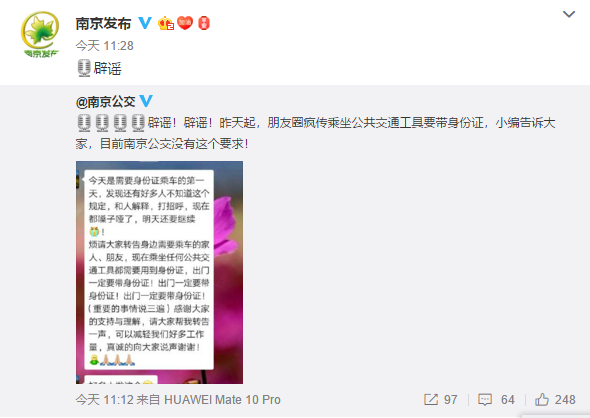 南京发布
今天 11:28
辟谣
南京发布
@南京公交
辟谣！辟谣！昨天起，朋友圈疯传乘坐公共交通工具要带身份证，小编告诉大
家，目前南京公交没有这个要求！
今天是需要身份证乘车的第一
天，发现还有好多人不知道这个
规定，和人解释，打招呼，现在
都嗓子哑了，明天还要继续
！
烦请大家转告身边需要乘车的家
人、朋友，现在乘坐任何公共交
通工具都需要用到身份证，出门
一定要带身份证！出门一定要带
身份证！出门一定要带身份证！
（重要的事情说三遍）感谢大家
的支持与理解，请大家帮我转告
一声，可以减轻我们好多工作
量，真诚的向大家说声谢谢！
今天 11:12 来自 HUAWEI Mate 10 Pro
97
64
248